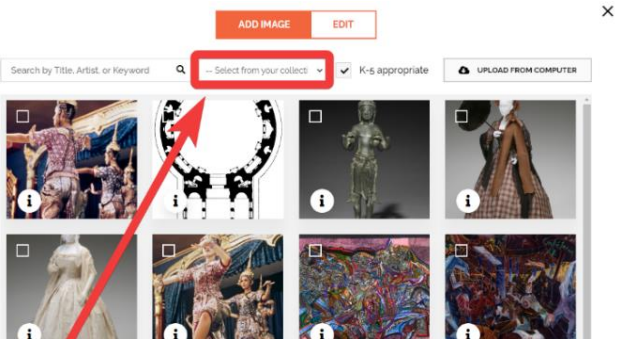 ADD IMAGE
EDIT
Search by Title, Artist, or Keyword
-- Select from your collecti
K-5 appropriate
UPLOAD FROM COMPUTER
i
i
i
i
i
i
i
i